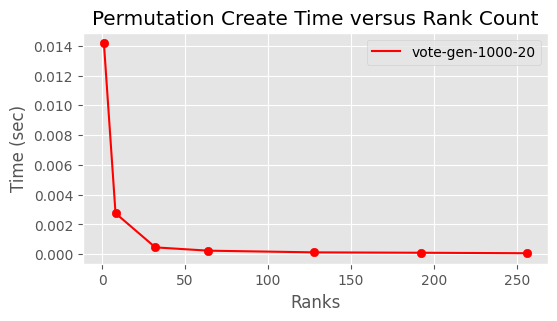 Permutation Create Time versus Rank Count
vote-gen-1000-20
Time (sec)
0.014
0.012
0.010
0.008
0.006
0.004
0.002
0.000
0 50 100 150 200 250
Ranks